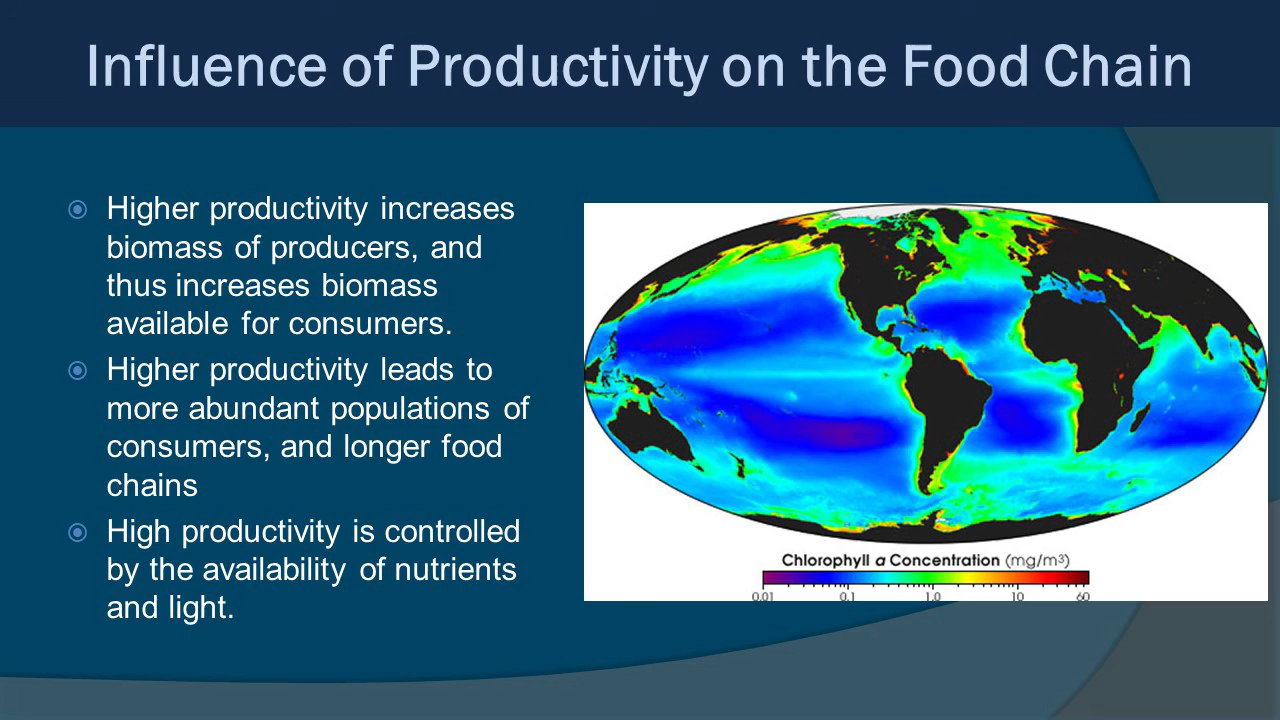 Influence of Productivity on the Food Chain
Higher productivity increases
biomass of producers, and
thus increases biomass
available for consumers.
Higher productivity leads to
more abundant populations of
consumers, and longer food
chains
High productivity is controlled
by the availability of nutrients
and light.
Chlorophyll a Concentration (mg/m³)
0.01 0.1 1.0 10 60